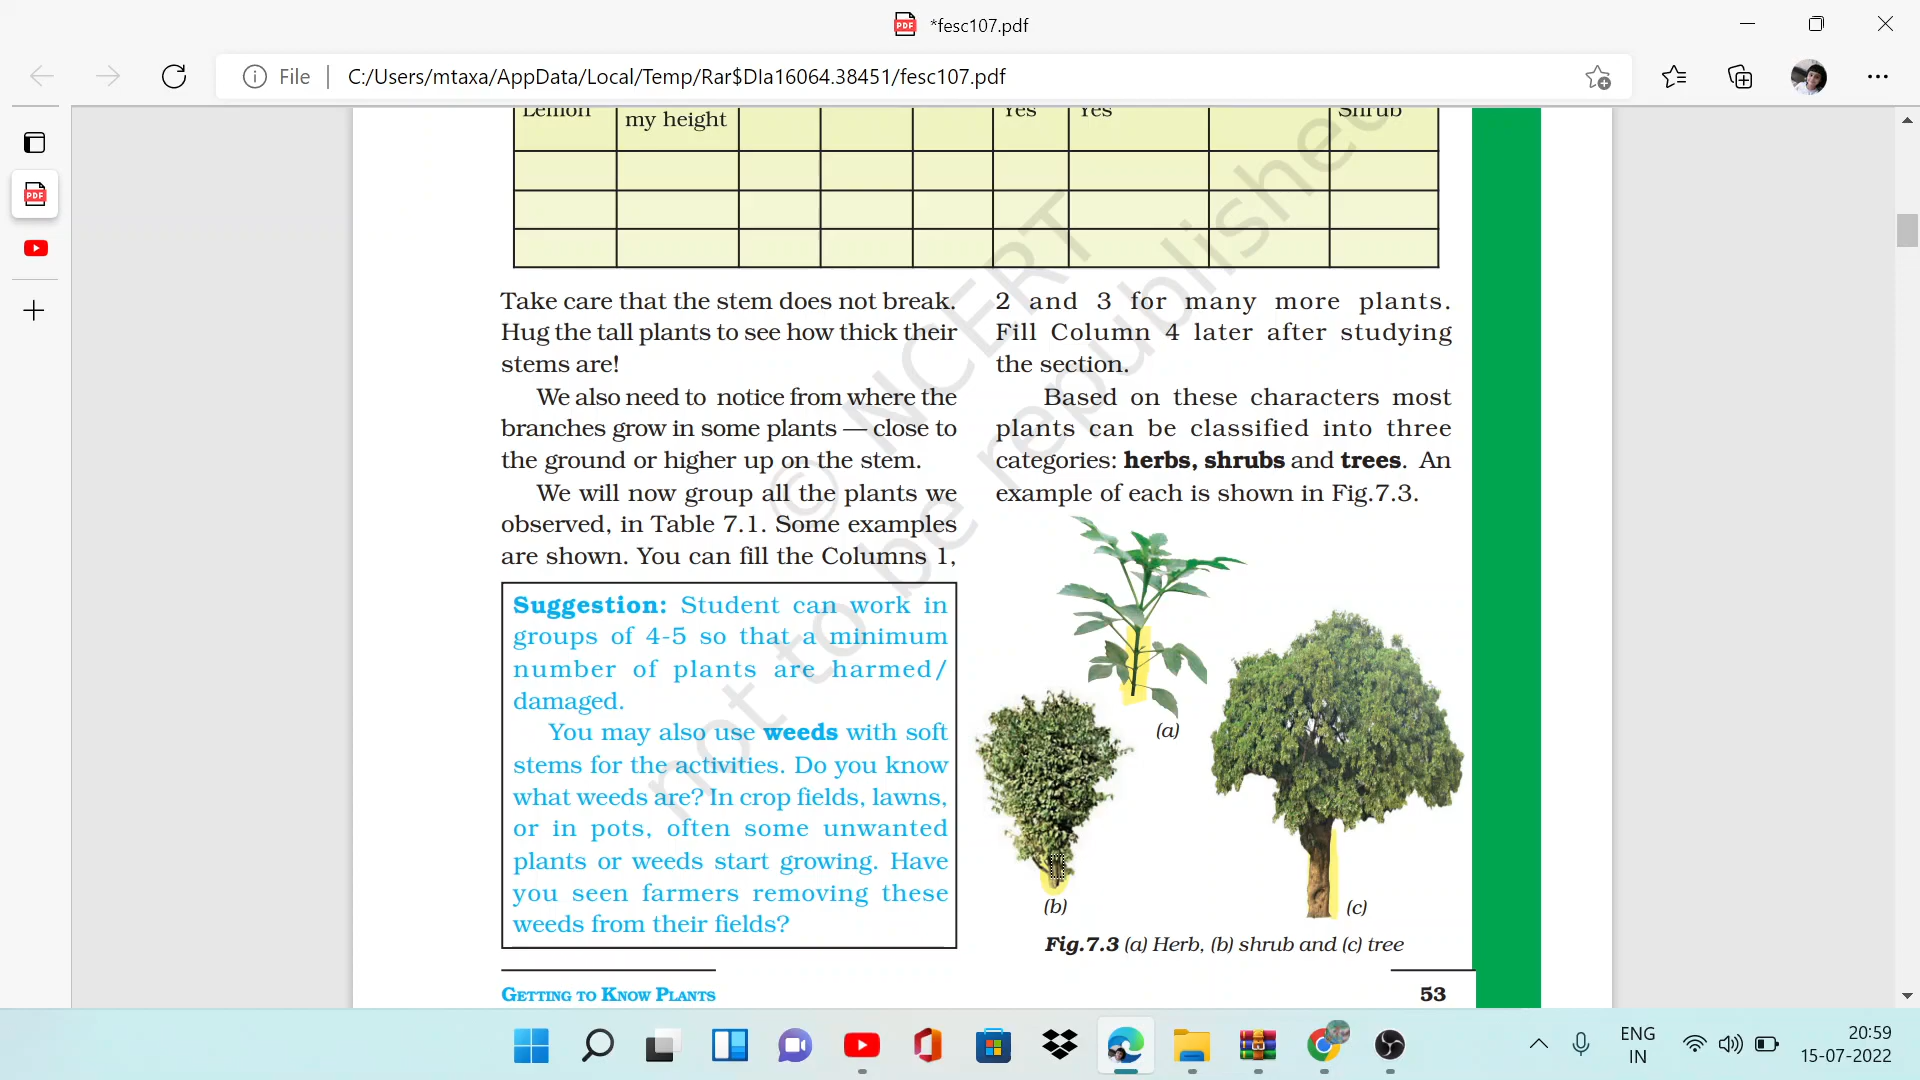 *fesc107.pdf
File
C:/Users/mtaxa/AppData/Local/Temp/Rar$DIa16064.38451/fesc107.pdf
Lemon my height Yes Yes Shrub
Take care that the stem does not break.
Hug the tall plants to see how thick their
stems are!
We also need to notice from where the
branches grow in some plants — close to
the ground or higher up on the stem.
We will now group all the plants we
observed, in Table 7.1. Some examples
are shown. You can fill the Columns 1,
Suggestion: Student can work in
groups of 4-5 so that a minimum
number of plants are harmed/
damaged.
You may also use weeds with soft
stems for the activities. Do you know
what weeds are? In crop fields, lawns,
or in pots, often some unwanted
plants or weeds start growing. Have
you seen farmers removing these
weeds from their fields?
2 and 3 for many more plants.
Fill Column 4 later after studying
the section.
Based on these characters most
plants can be classified into three
categories: herbs, shrubs and trees. An
example of each is shown in Fig.7.3.
(a)
(b)
(c)
Fig.7.3 (a) Herb, (b) shrub and (c) tree
Getting to Know Plants
53
© NCERT
not to be republished
ENG
IN
20:59
15-07-2022